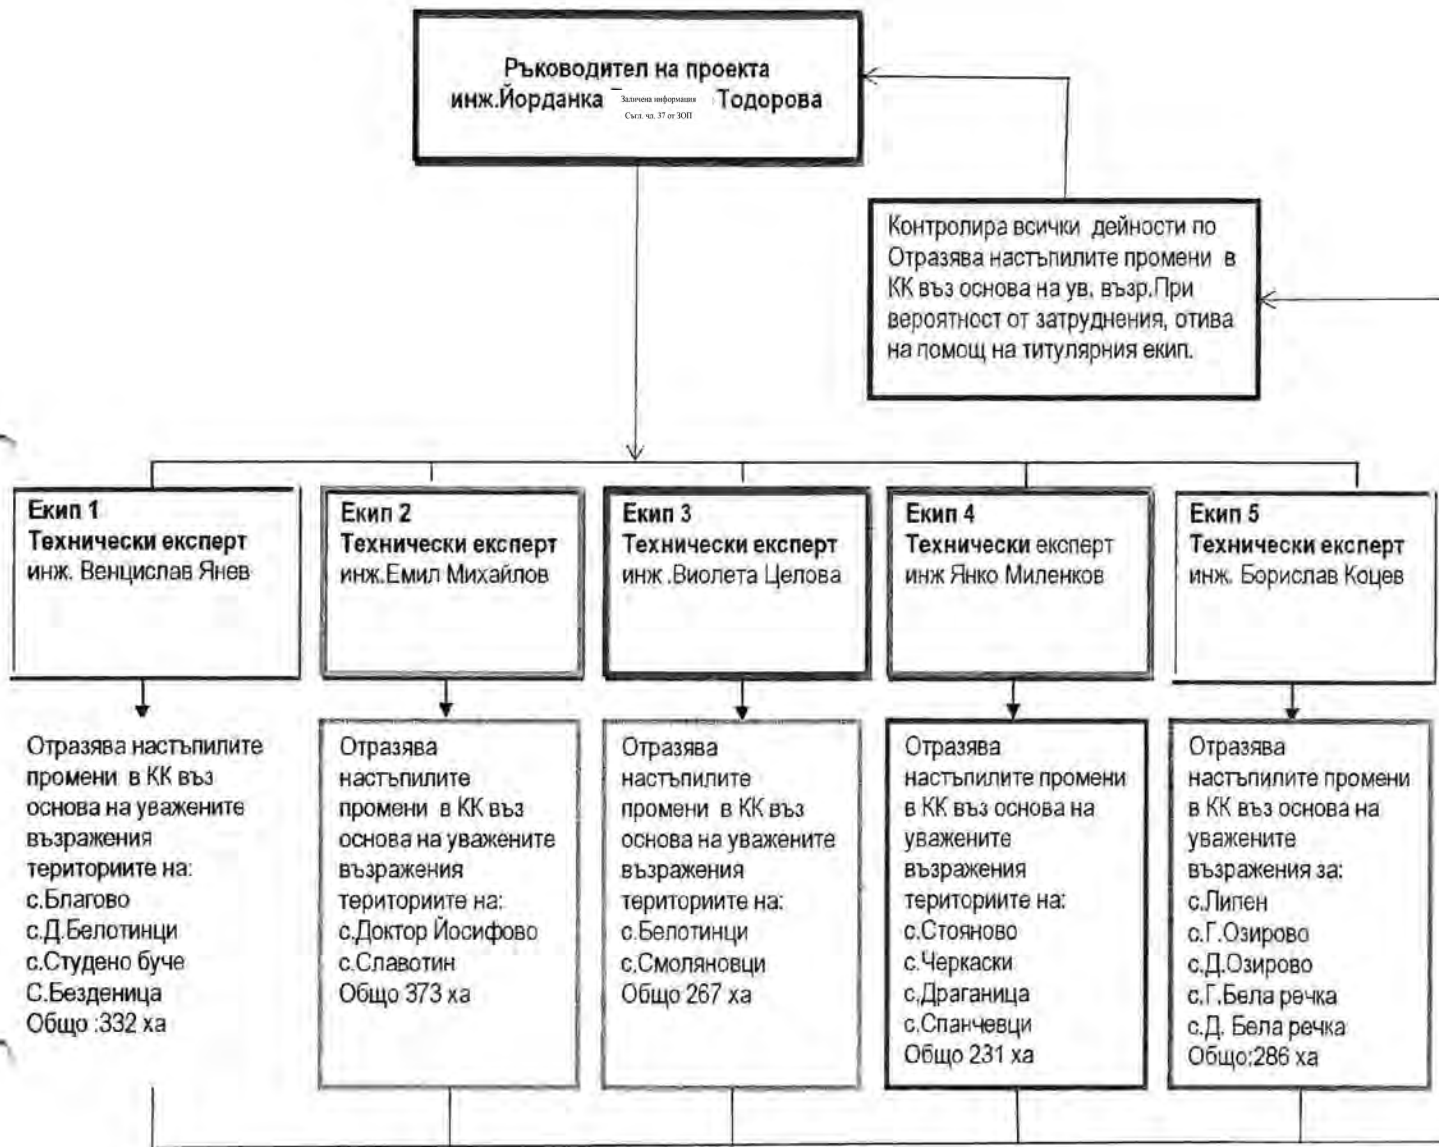 Ръководител на проекта
инж.Йорданка Заличена информация Тодорова
Съгл. чл. 37 от ЗОП
Контролира всички дейности по
Отразява настъпилите промени в
КК въз основа на ув. възр.При
вероятност от затруднения, отива
на помощ на титулярния екип.
Екип 1
Технически експерт
инж. Венцислав Янев
Екип 2
Технически експерт
инж.Емил Михайлов
Екип 3
Технически експерт
инж.Виолета Целова
Екип 4
Технически експерт
инж Янко Миленков
Екип 5
Технически експерт
инж. Борислав Коцев
Отразява настъпилите
промени в КК въз
основа на уважените
възражения
териториите на:
с.Благово
с.Д.Белотинци
с.Студено буче
С.Безденица
Общо :332 ха
Отразява
настъпилите
промени в КК въз
основа на уважените
възражения
териториите на:
с.Доктор Йосифово
с.Славотин
Общо 373 ха
Отразява
настъпилите
промени в КК въз
основа на уважените
възражения
териториите на:
с.Белотинци
с.Смоляновци
Общо 267 ха
Отразява
настъпилите промени
в КК въз основа на
уважените
възражения
териториите на:
с.Стояново
с.Черкаски
с.Драганица
с.Спанчевци
Общо 231 ха
Отразява
настъпилите промени
в КК въз основа на
уважените
възражения за:
с.Липен
с.Г.Озирово
с.Д.Озирово
с.Г.Бела речка
с.Д. Бела речка
Общо:286 ха